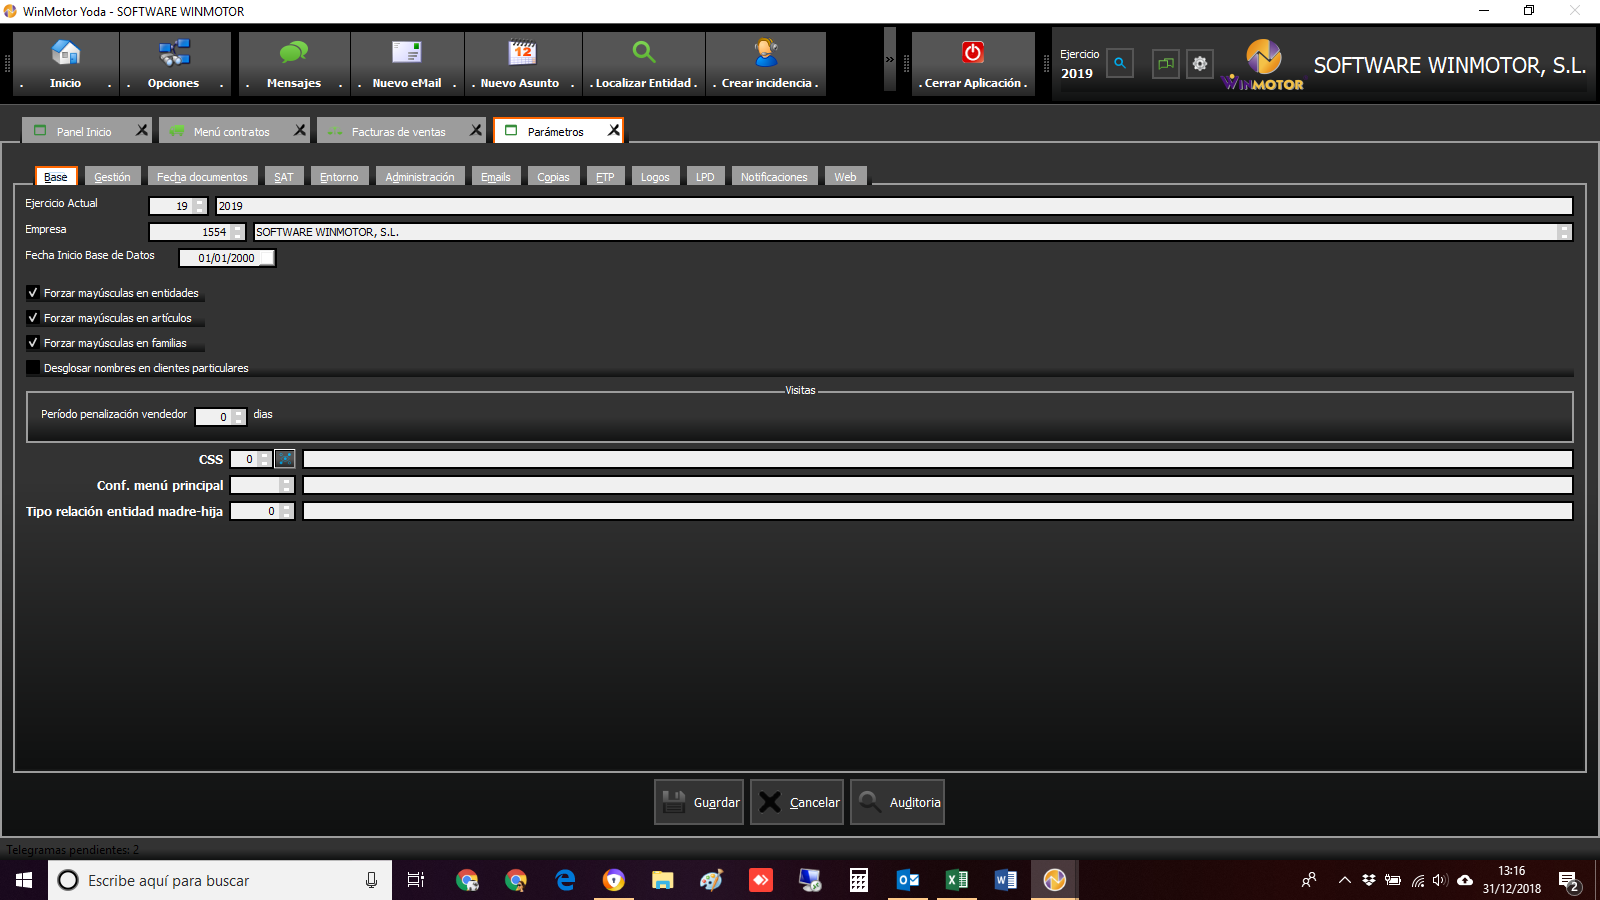 WinMotor Yoda - SOFTWARE WINMOTOR
. Inicio .
. Opciones .
. Mensajes .
. Nuevo eMail .
. Nuevo Asunto .
. Localizar Entidad .
. Crear incidencia .
»
. Cerrar Aplicación .
Ejercicio
2019
WINMOTOR
SOFTWARE WINMOTOR, S.L.
Panel Inicio
Menú contratos
Facturas de ventas
Parámetros
Base
Gestión
Fecha documentos
SAT
Entorno
Administración
Emails
Copias
FTP
Logos
LPD
Notificaciones
Web
Ejercicio Actual 19 2019
Empresa 1554 SOFTWARE WINMOTOR, S.L.
Fecha Inicio Base de Datos 01/01/2000
Forzar mayúsculas en entidades
Forzar mayúsculas en artículos
Forzar mayúsculas en familias
Desglosar nombres en clientes particulares
Visitas
Período penalización vendedor 0 dias
CSS 0
Conf. menú principal
Tipo relación entidad madre-hija 0
Guardar
Cancelar
Auditoria
Telegramas pendientes: 2
Escribe aquí para buscar
13:16
31/12/2018
2